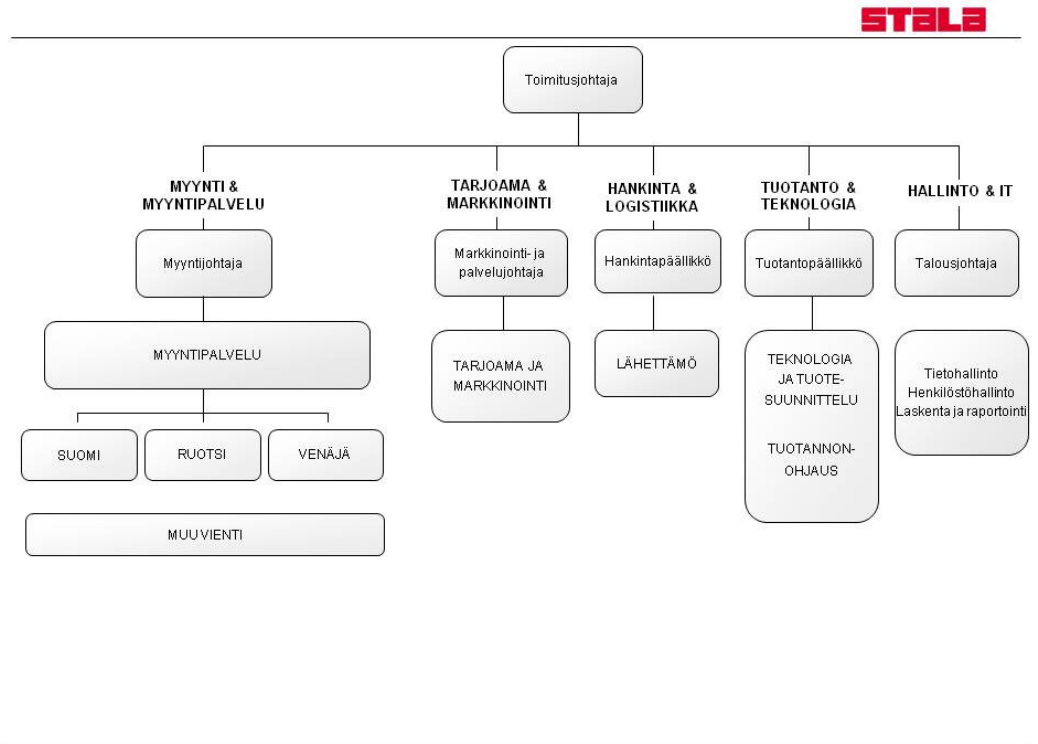 STALA
Toimitusjohtaja
MYYNTI &
MYYNTIPALVELU
TARJOAMA &
MARKKINOINTI
HANKINTA &
LOGISTIIKKA
TUOTANTO &
TEKNOLOGIA
HALLINTO & IT
Myyntijohtaja
Markkinointi- ja
palvelujohtaja
Hankintapäällikkö
Tuotantopäällikkö
Talousjohtaja
MYYNTIPALVELU
TARJOAMA JA
MARKKINOINTI
LÄHETTÄMÖ
TEKNOLOGIA
JA TUOTE-
SUUNNITTELU
TUOTANNON-
OHJAUS
Tietohallinto
Henkilöstöhallinto
Laskenta ja raportointi
SUOMI
RUOTSI
VENÄJÄ
MUU VIENTI